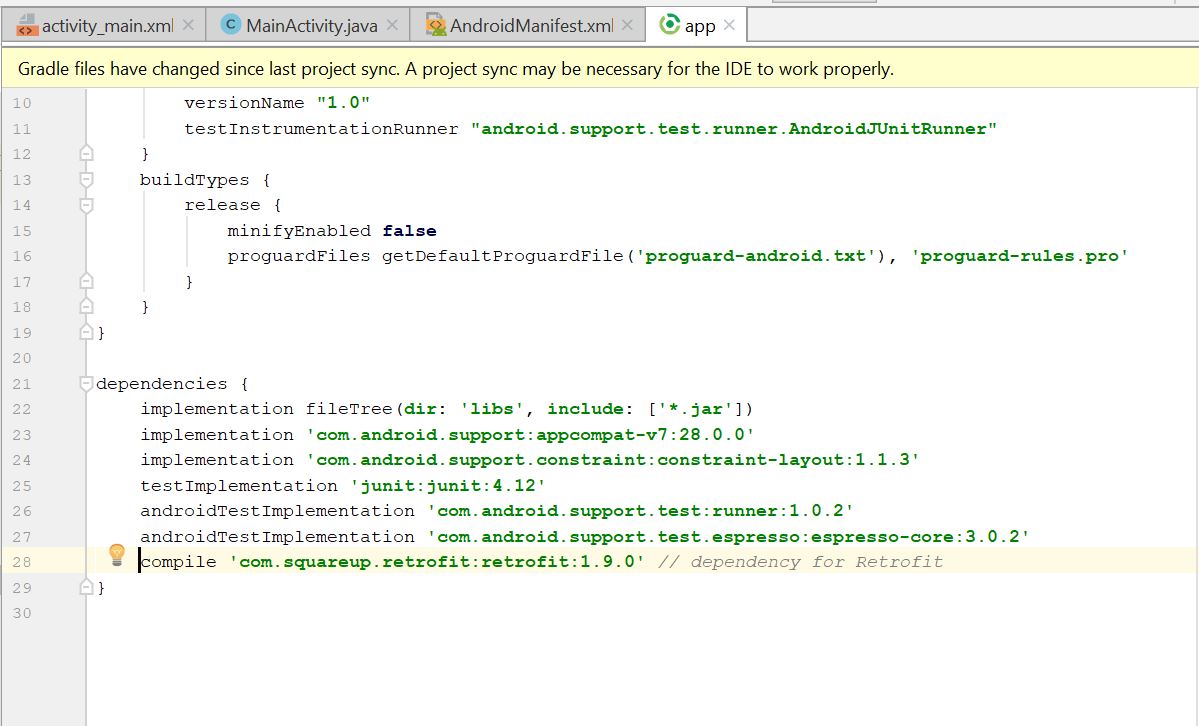 activity_main.xml MainActivity.java AndroidManifest.xml app
Gradle files have changed since last project sync. A project sync may be necessary for the IDE to work properly.
10 versionName "1.0"
11 testInstrumentationRunner "android.support.test.runner.AndroidJUnitRunner"
12 }
13 buildTypes {
14 release {
15 minifyEnabled false
16 proguardFiles getDefaultProguardFile('proguard-android.txt'), 'proguard-rules.pro'
17 }
18 }
19 }
20
21 dependencies {
22 implementation fileTree(dir: 'libs', include: ['*.jar'])
23 implementation 'com.android.support:appcompat-v7:28.0.0'
24 implementation 'com.android.support.constraint:constraint-layout:1.1.3'
25 testImplementation 'junit:junit:4.12'
26 androidTestImplementation 'com.android.support.test:runner:1.0.2'
27 androidTestImplementation 'com.android.support.test.espresso:espresso-core:3.0.2'
28 compile 'com.squareup.retrofit:retrofit:1.9.0' // dependency for Retrofit
29 }
30